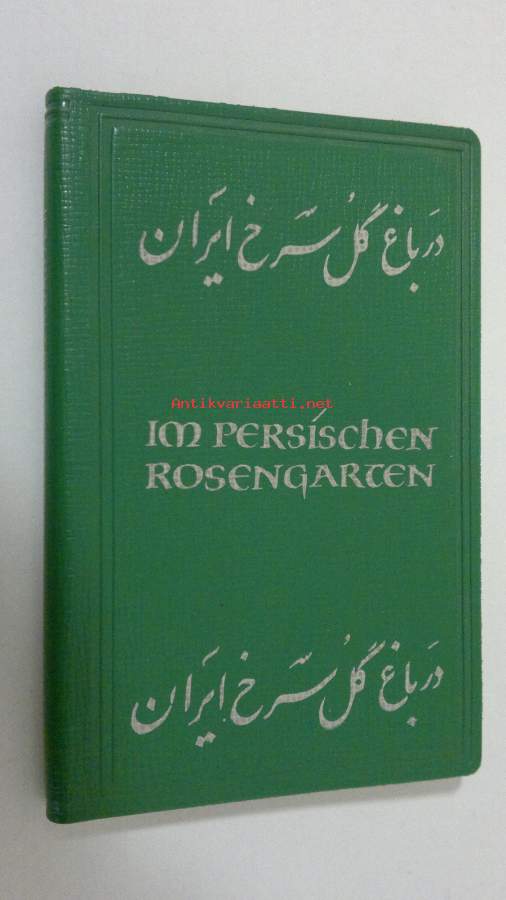 در باغ گل سرخ ایران
Antikvariaatti.net
IM PERSISCHEN
ROSENGARTEN
در باغ گل سرخ ایران